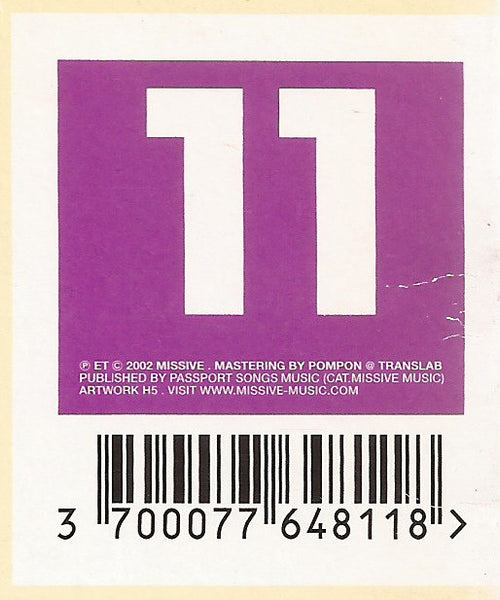 11
℗ ET © 2002 MISSIVE . MASTERING BY POMPON @ TRANSLAB
PUBLISHED BY PASSPORT SONGS MUSIC (CAT.MISSIVE MUSIC)
ARTWORK H5 . VISIT WWW.MISSIVE-MUSIC.COM
3 700077 648118 >